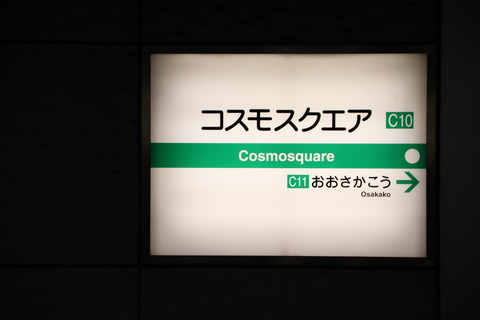 コスモスクエア C10
Cosmosquare
C11 おおさかこう
Osakako